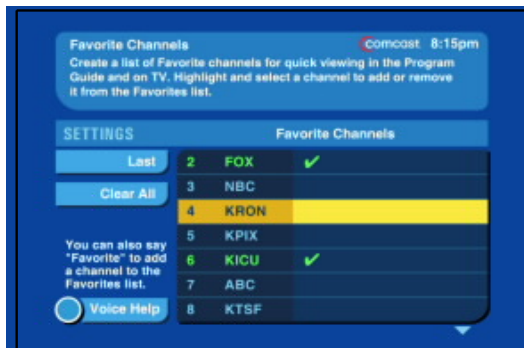 Favorite Channels
comcast 8:15pm
Create a list of Favorite channels for quick viewing in the Program
Guide and on TV. Highlight and select a channel to add or remove
it from the Favorites list.
SETTINGS
Favorite Channels
Last
Clear All
You can also say
"Favorite" to add
a channel to the
Favorites list.
Voice Help
2 FOX ✔
3 NBC
4 KRON
5 KPIX
6 KICU ✔
7 ABC
8 KTSF